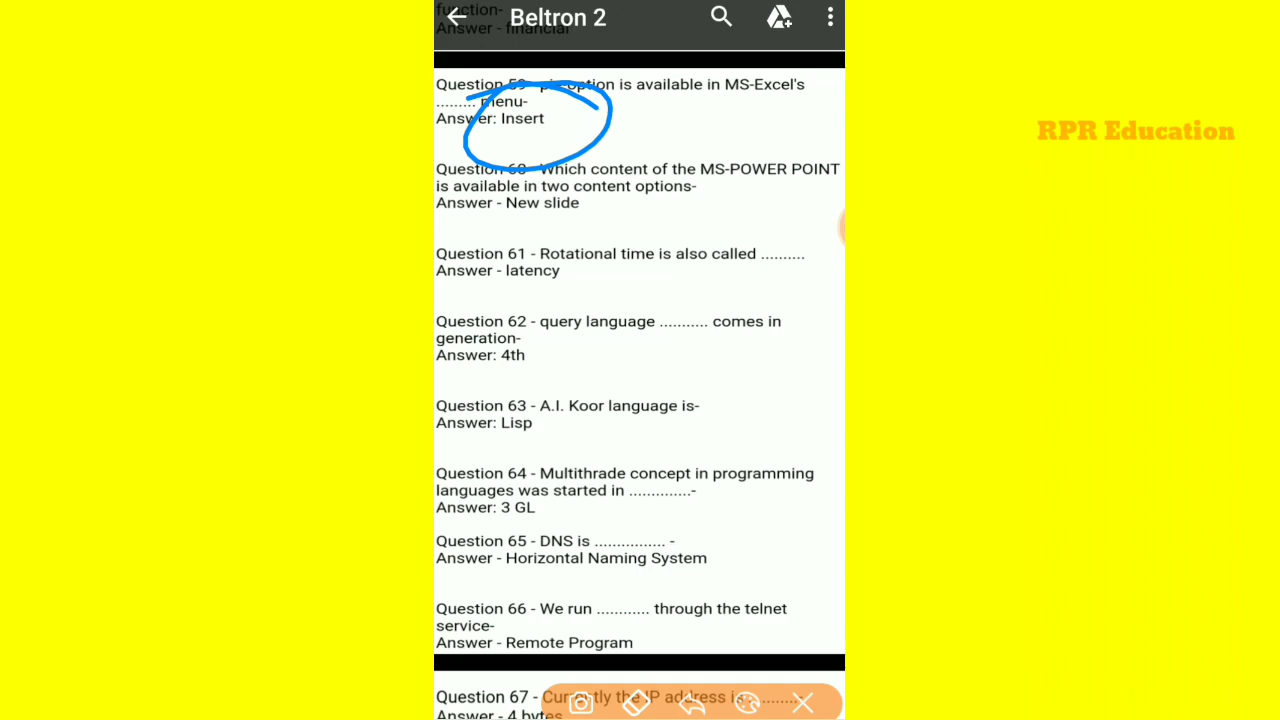 function-
Answer - financial
Beltron 2
Question 59 - pic option is available in MS-Excel's
......... menu-
Answer: Insert
RPR Education
Question 60 - Which content of the MS-POWER POINT
is available in two content options-
Answer - New slide
Question 61 - Rotational time is also called ..........
Answer - latency
Question 62 - query language ........... comes in
generation-
Answer: 4th
Question 63 - A.I. Koor language is-
Answer: Lisp
Question 64 - Multithrade concept in programming
languages was started in ..............-
Answer: 3 GL
Question 65 - DNS is ................ -
Answer - Horizontal Naming System
Question 66 - We run ............ through the telnet
service-
Answer - Remote Program
Question 67 - Currently the IP address is ...........-
Answer - 4 bytes